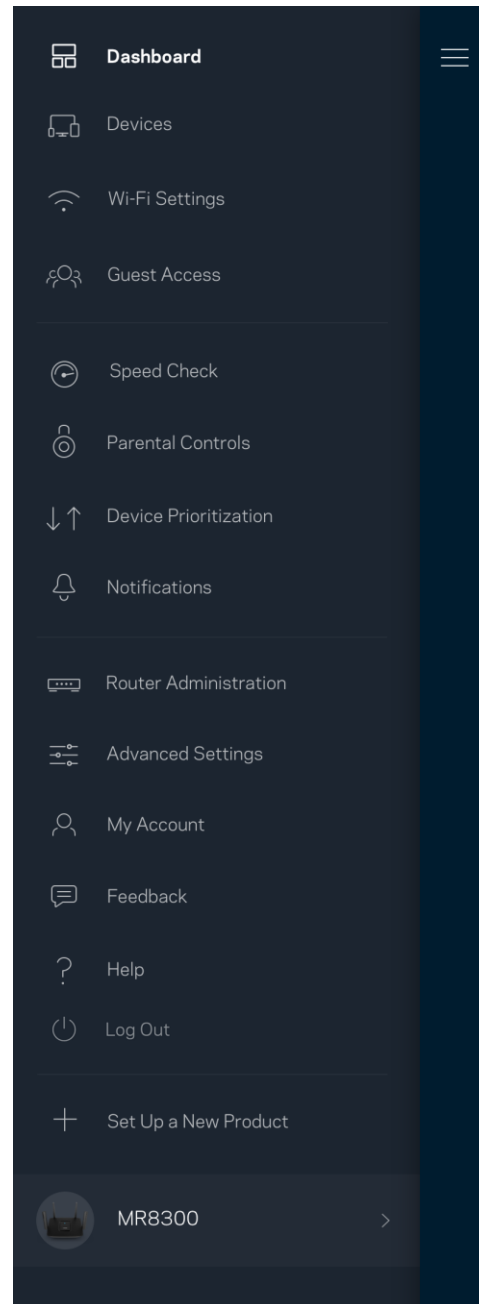 Dashboard
Devices
Wi-Fi Settings
Guest Access
Speed Check
Parental Controls
Device Prioritization
Notifications
Router Administration
Advanced Settings
My Account
Feedback
Help
Log Out
Set Up a New Product
MR8300